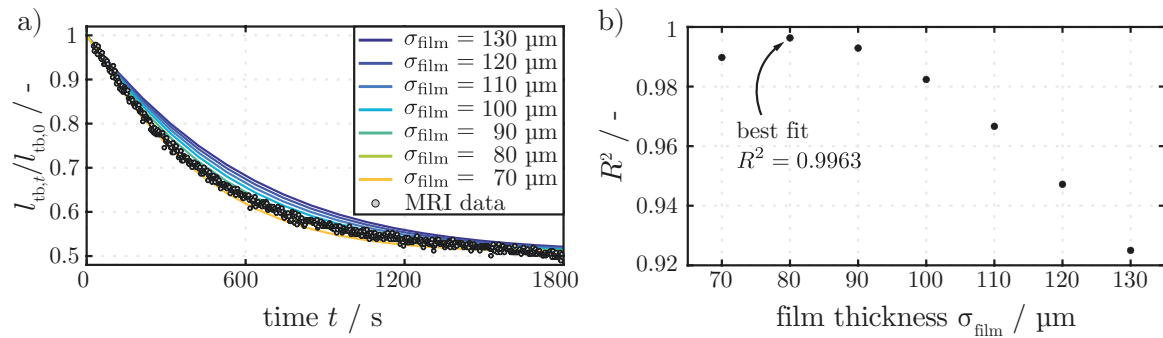 a)
l_tb,t/l_tb,0 / -
1
0.9
0.8
0.7
0.6
0.5
0
600
1200
1800
time t / s
σ_film = 130 µm
σ_film = 120 µm
σ_film = 110 µm
σ_film = 100 µm
σ_film = 90 µm
σ_film = 80 µm
σ_film = 70 µm
MRI data
b)
R² / -
1
0.98
0.96
0.94
0.92
best fit
R² = 0.9963
70
80
90
100
110
120
130
film thickness σ_film / µm